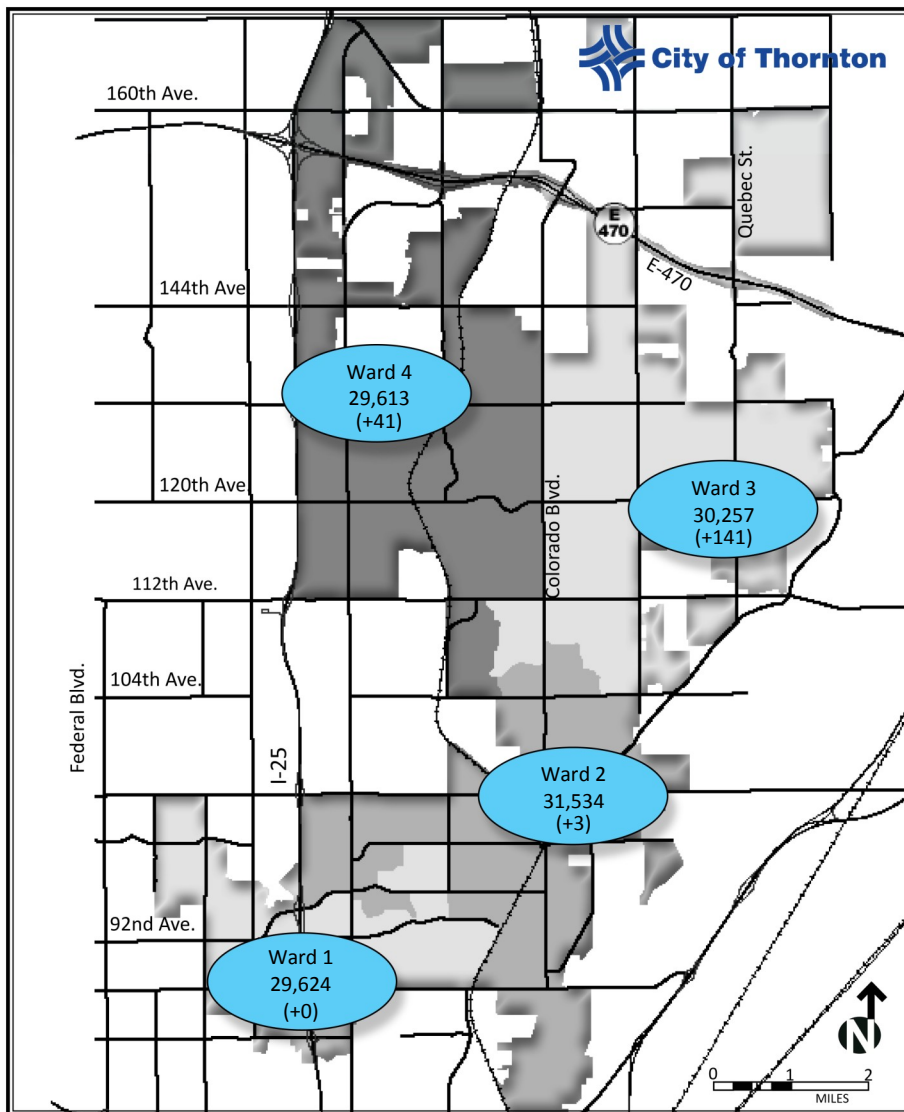 City of Thornton
160th Ave.
Quebec St.
E
470
E-470
144th Ave
Ward 4
29,613
(+41)
120th Ave
Colorado Blvd.
Ward 3
30,257
(+141)
112th Ave.
104th Ave.
Federal Blvd.
I-25
Ward 2
31,534
(+3)
92nd Ave.
Ward 1
29,624
(+0)
N
0 1 2
MILES